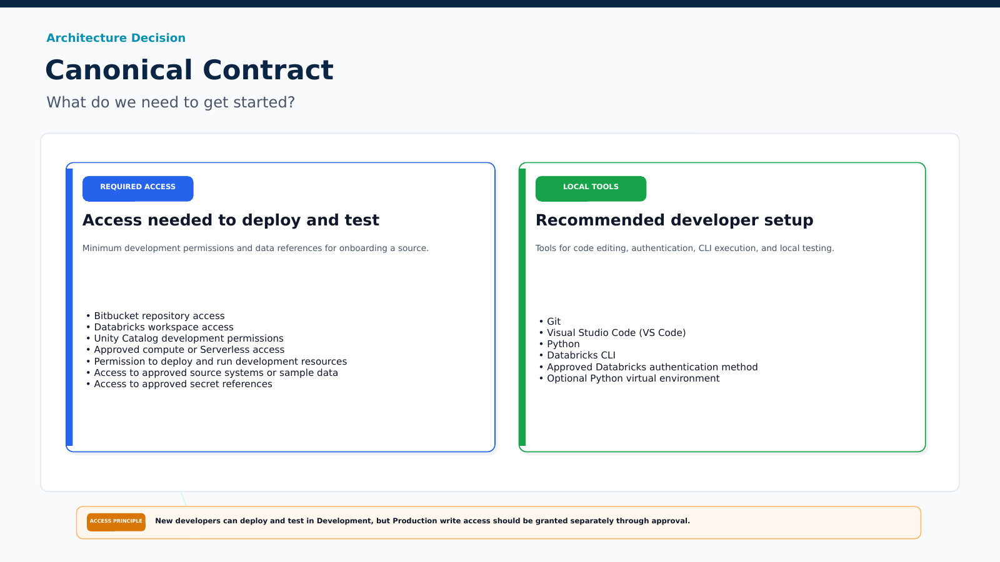 Architecture Decision
Canonical Contract
What do we need to get started?
REQUIRED ACCESS
Access needed to deploy and test
Minimum development permissions and data references for onboarding a source.
• Bitbucket repository access
• Databricks workspace access
• Unity Catalog development permissions
• Approved compute or Serverless access
• Permission to deploy and run development resources
• Access to approved source systems or sample data
• Access to approved secret references
LOCAL TOOLS
Recommended developer setup
Tools for code editing, authentication, CLI execution, and local testing.
• Git
• Visual Studio Code (VS Code)
• Python
• Databricks CLI
• Approved Databricks authentication method
• Optional Python virtual environment
ACCESS PRINCIPLE
New developers can deploy and test in Development, but Production write access should be granted separately through approval.